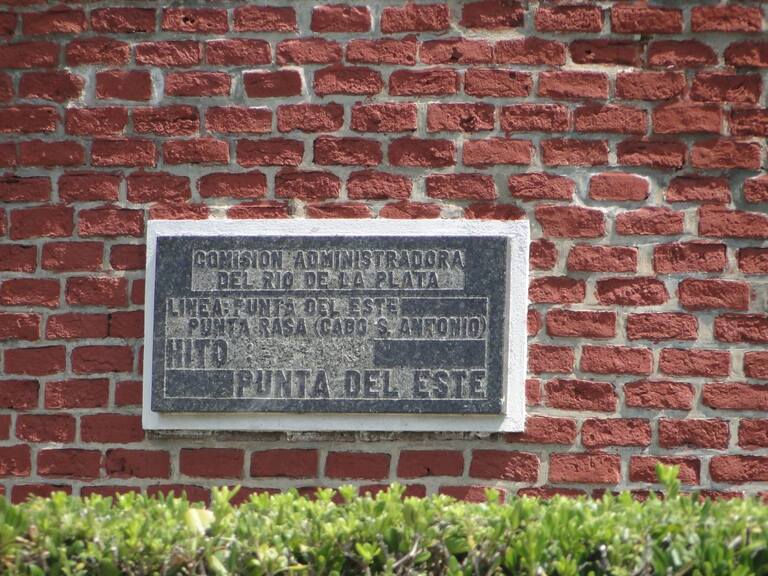 COMISION ADMINISTRADORA
DEL RIO DE LA PLATA
LINEA: PUNTA DEL ESTE
PUNTA RASA (CABO S. ANTONIO)
HITO
PUNTA DEL ESTE